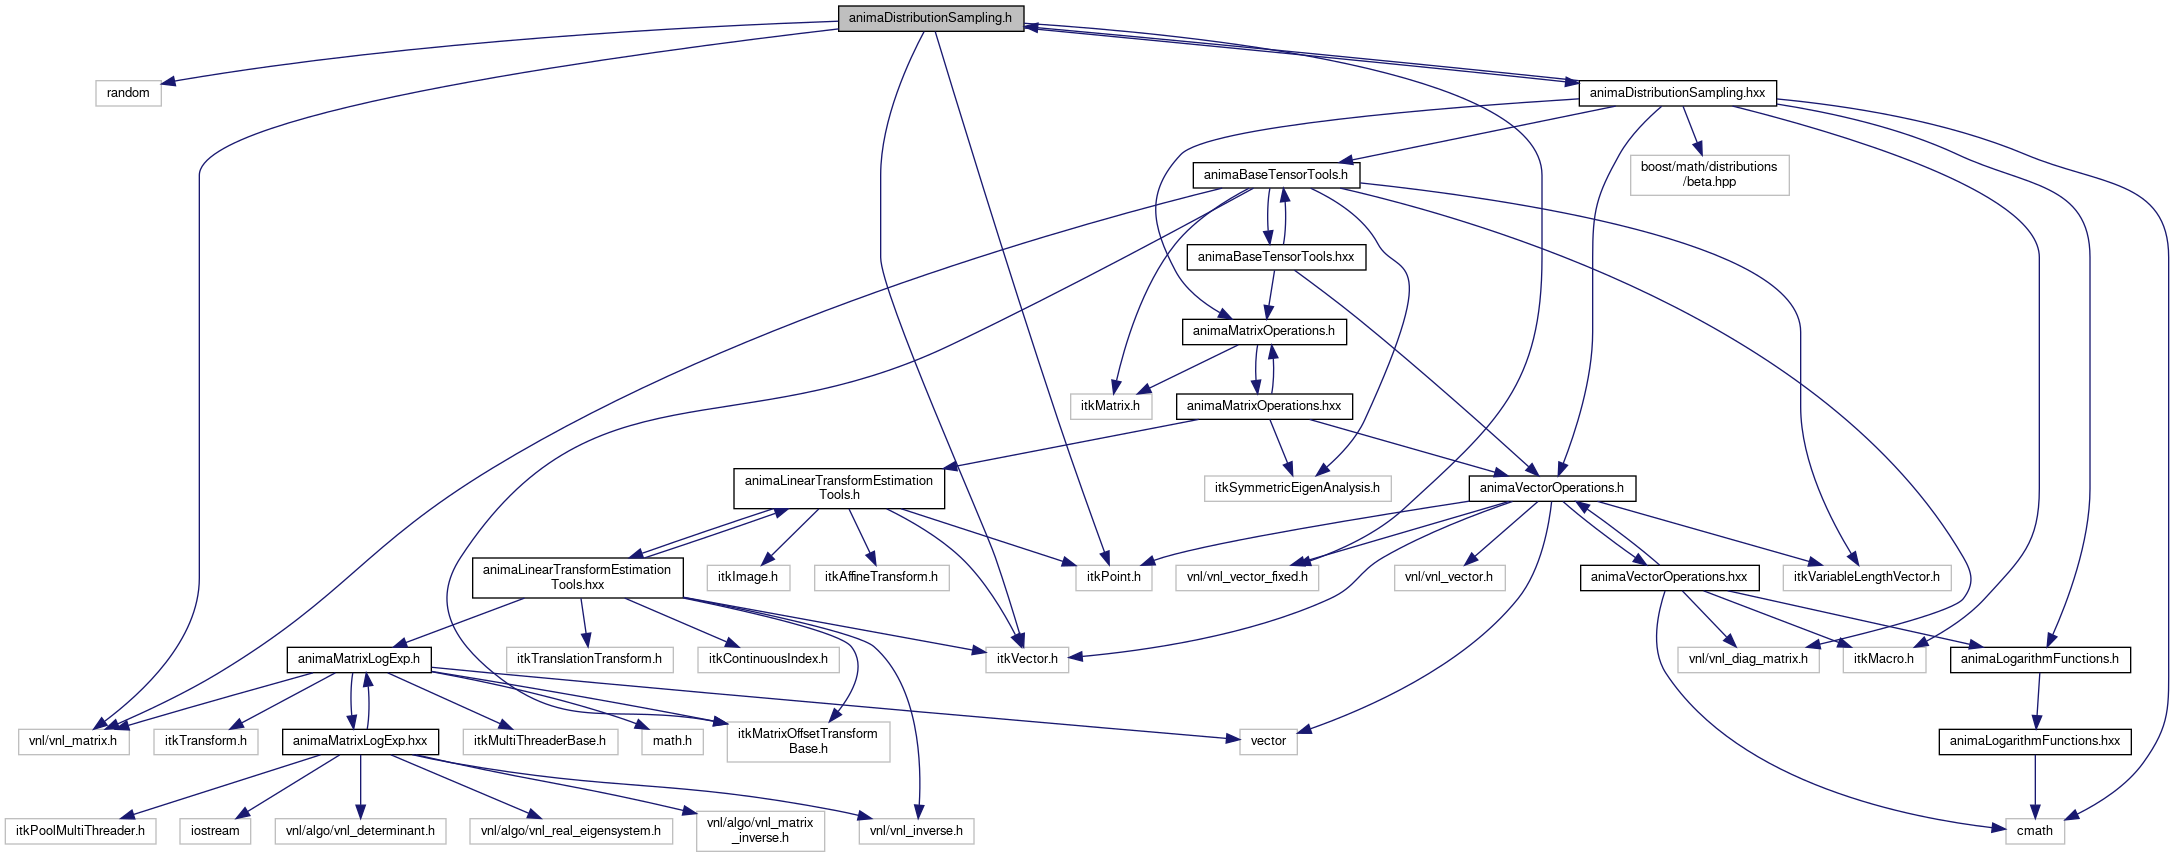 animaDistributionSampling.h
random
animaDistributionSampling.hxx
boost/math/distributions
/beta.hpp
animaBaseTensorTools.h
animaBaseTensorTools.hxx
animaMatrixOperations.h
itkMatrix.h
animaMatrixOperations.hxx
animaLinearTransformEstimation
Tools.h
itkSymmetricEigenAnalysis.h
animaVectorOperations.h
animaLinearTransformEstimation
Tools.hxx
itkImage.h
itkAffineTransform.h
itkPoint.h
vnl/vnl_vector_fixed.h
vnl/vnl_vector.h
animaVectorOperations.hxx
itkVariableLengthVector.h
animaMatrixLogExp.h
itkTranslationTransform.h
itkContinuousIndex.h
itkVector.h
vnl/vnl_diag_matrix.h
itkMacro.h
animaLogarithmFunctions.h
vnl/vnl_matrix.h
itkTransform.h
animaMatrixLogExp.hxx
itkMultiThreaderBase.h
math.h
itkMatrixOffsetTransform
Base.h
vector
animaLogarithmFunctions.hxx
itkPoolMultiThreader.h
iostream
vnl/algo/vnl_determinant.h
vnl/algo/vnl_real_eigensystem.h
vnl/algo/vnl_matrix
_inverse.h
vnl/vnl_inverse.h
cmath